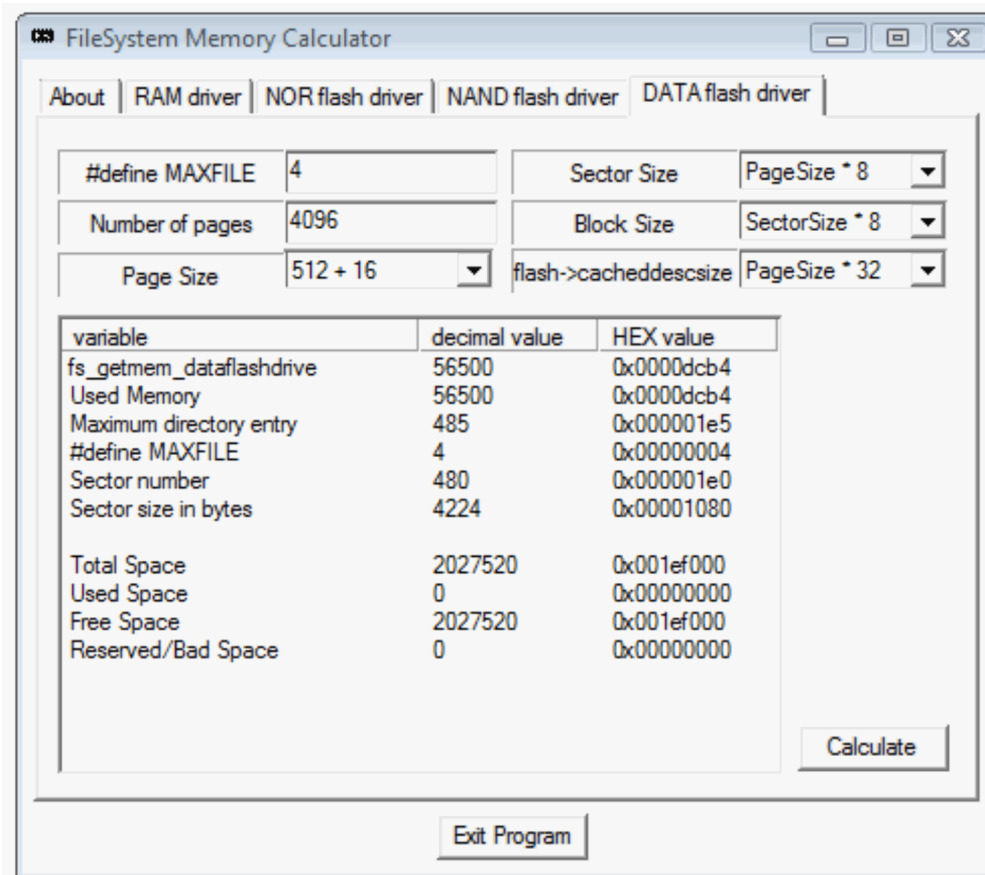 FileSystem Memory Calculator
About RAM driver NOR flash driver NAND flash driver DATA flash driver
#define MAXFILE 4 Sector Size PageSize * 8
Number of pages 4096 Block Size SectorSize * 8
Page Size 512 + 16 flash->cacheddescsize PageSize * 32
variable decimal value HEX value
fs_getmem_dataflashdrive 56500 0x0000dcb4
Used Memory 56500 0x0000dcb4
Maximum directory entry 485 0x000001e5
#define MAXFILE 4 0x00000004
Sector number 480 0x000001e0
Sector size in bytes 4224 0x00001080
Total Space 2027520 0x001ef000
Used Space 0 0x00000000
Free Space 2027520 0x001ef000
Reserved/Bad Space 0 0x00000000
Calculate
Exit Program